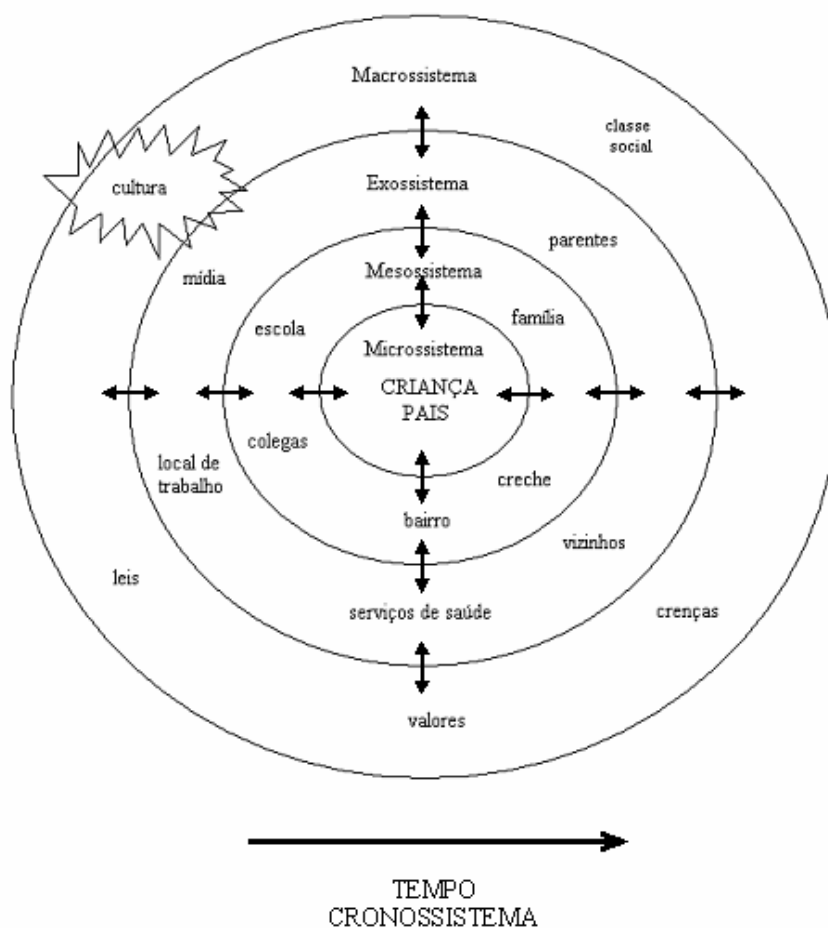 Macrossistema
classe
social
cultura
Exossistema
parentes
mídia
Mesossistema
família
escola
Microssistema
CRIANÇA
PAIS
colegas
local de
trabalho
creche
bairro
vizinhos
leis
serviços de saúde
crenças
valores
TEMPO
CRONOSSISTEMA